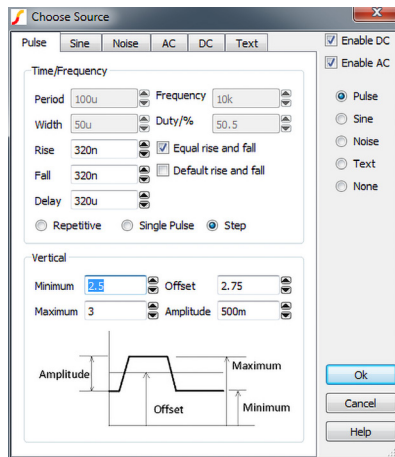 Choose Source
Pulse Sine Noise AC DC Text
Enable DC
Enable AC
Pulse
Sine
Noise
Text
None
Time/Frequency
Period 100u Frequency 10k
Width 50u Duty/% 50.5
Rise 320n Equal rise and fall
Fall 320n Default rise and fall
Delay 320u
Repetitive Single Pulse Step
Vertical
Minimum 2.5 Offset 2.75
Maximum 3 Amplitude 500m
Amplitude
Maximum
Offset
Minimum
Ok
Cancel
Help